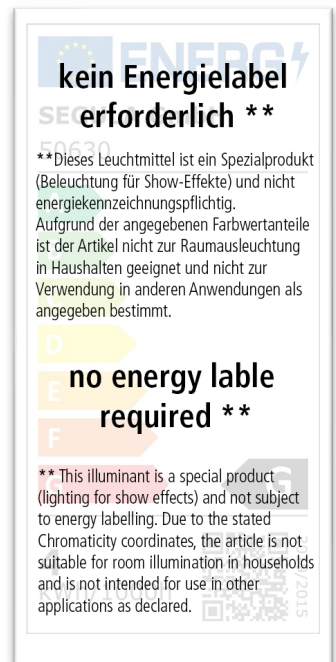 ENERG
kein Energielabel
erforderlich **
50630
**Dieses Leuchtmittel ist ein Spezialprodukt
(Beleuchtung für Show-Effekte) und nicht
energiekennzeichnungspflichtig.
Aufgrund der angegebenen Farbwertanteile
ist der Artikel nicht zur Raumausleuchtung
in Haushalten geeignet und nicht zur
Verwendung in anderen Anwendungen als
angegeben bestimmt.
D
no energy lable
required **
E
F
G
** This illuminant is a special product
(lighting for show effects) and not subject
to energy labelling. Due to the stated
Chromaticity coordinates, the article is not
suitable for room illumination in households
and is not intended for use in other
applications as declared.
kWh/1000h